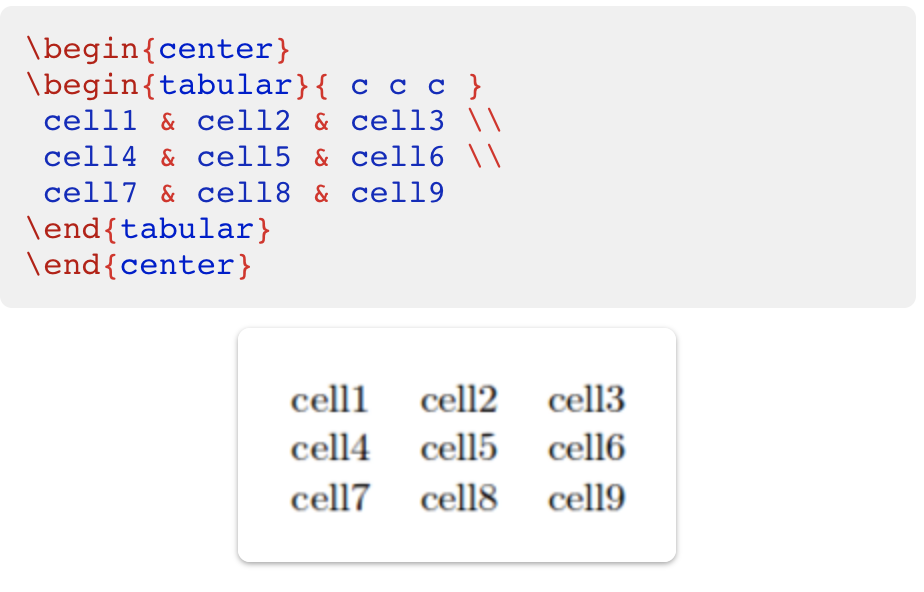 \begin{center}
\begin{tabular}{ c c c }
 cell1 & cell2 & cell3 \\
 cell4 & cell5 & cell6 \\
 cell7 & cell8 & cell9
\end{tabular}
\end{center}
cell1 cell2 cell3
cell4 cell5 cell6
cell7 cell8 cell9